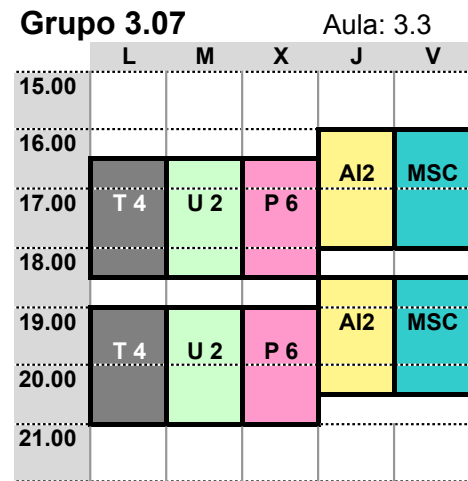 Grupo 3.07 Aula: 3.3
L M X J V
15.00
16.00
AI2 MSC
17.00 T 4 U 2 P 6
18.00
19.00 AI2 MSC
T 4 U 2 P 6
20.00
21.00